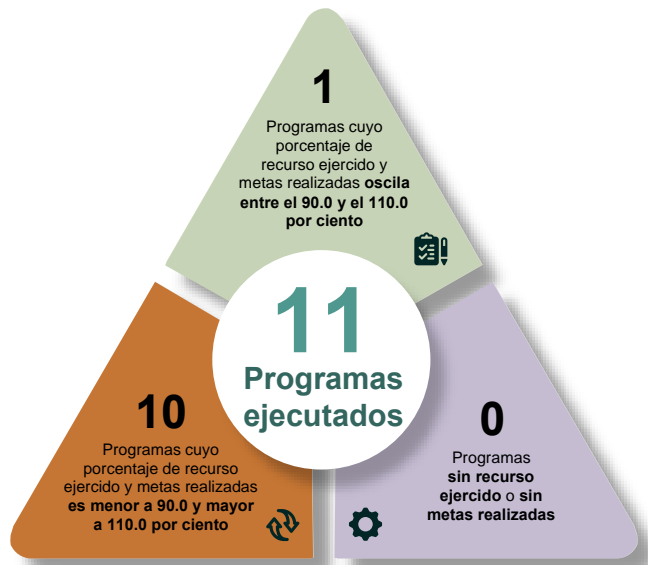 1
Programas cuyo
porcentaje de
recurso ejercido y
metas realizadas oscila
entre el 90.0 y el 110.0
por ciento
11
Programas
ejecutados
10
Programas cuyo
porcentaje de recurso
ejercido y metas realizadas
es menor a 90.0 y mayor
a 110.0 por ciento
0
Programas
sin recurso
ejercido o sin
metas realizadas